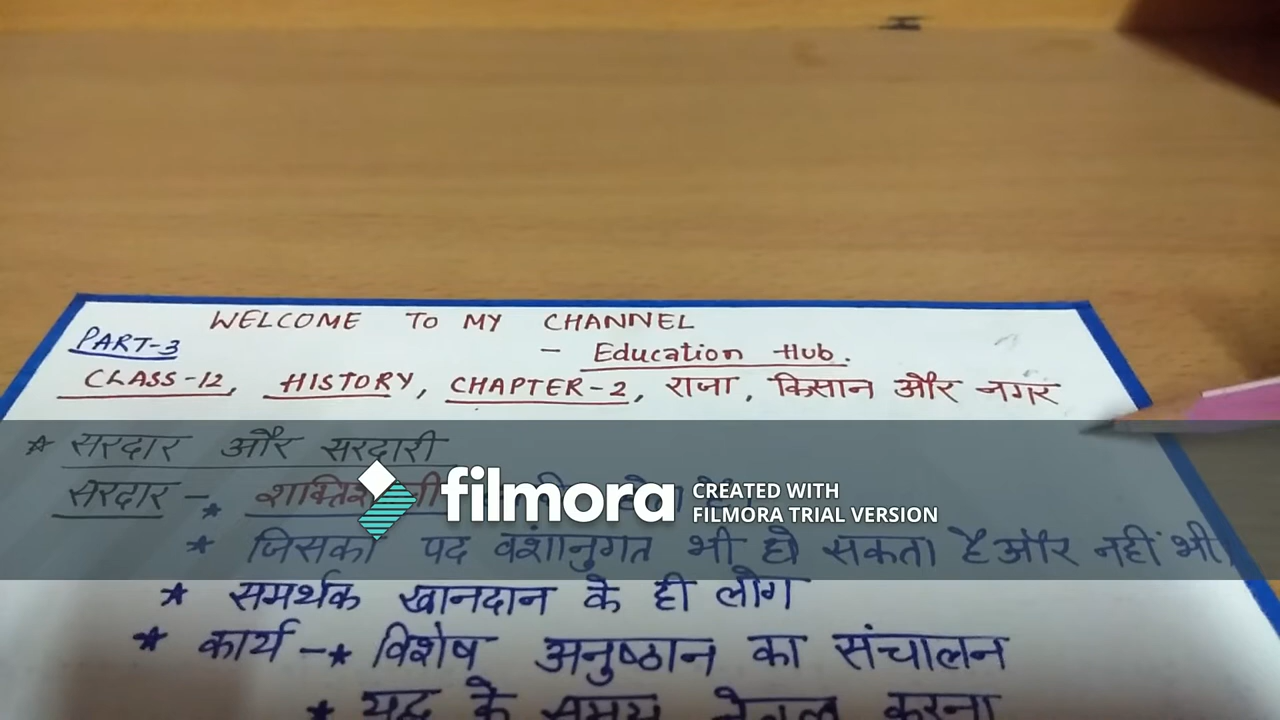 WELCOME TO MY CHANNEL
PART-3
- Education Hub.
CLASS-12, HISTORY, CHAPTER-2, राजा, किसान और नगर
* सरदार और सरदारी
सरदार - * 
filmora CREATED WITH
FILMORA TRIAL VERSION
* जिसका पद वंशानुगत भी हो सकता है और नहीं भी
* समर्थक खानदान के ही लोग
* कार्य - * विशेष अनुष्ठान का संचालन
* युद्ध के समय नेतृत्व करना